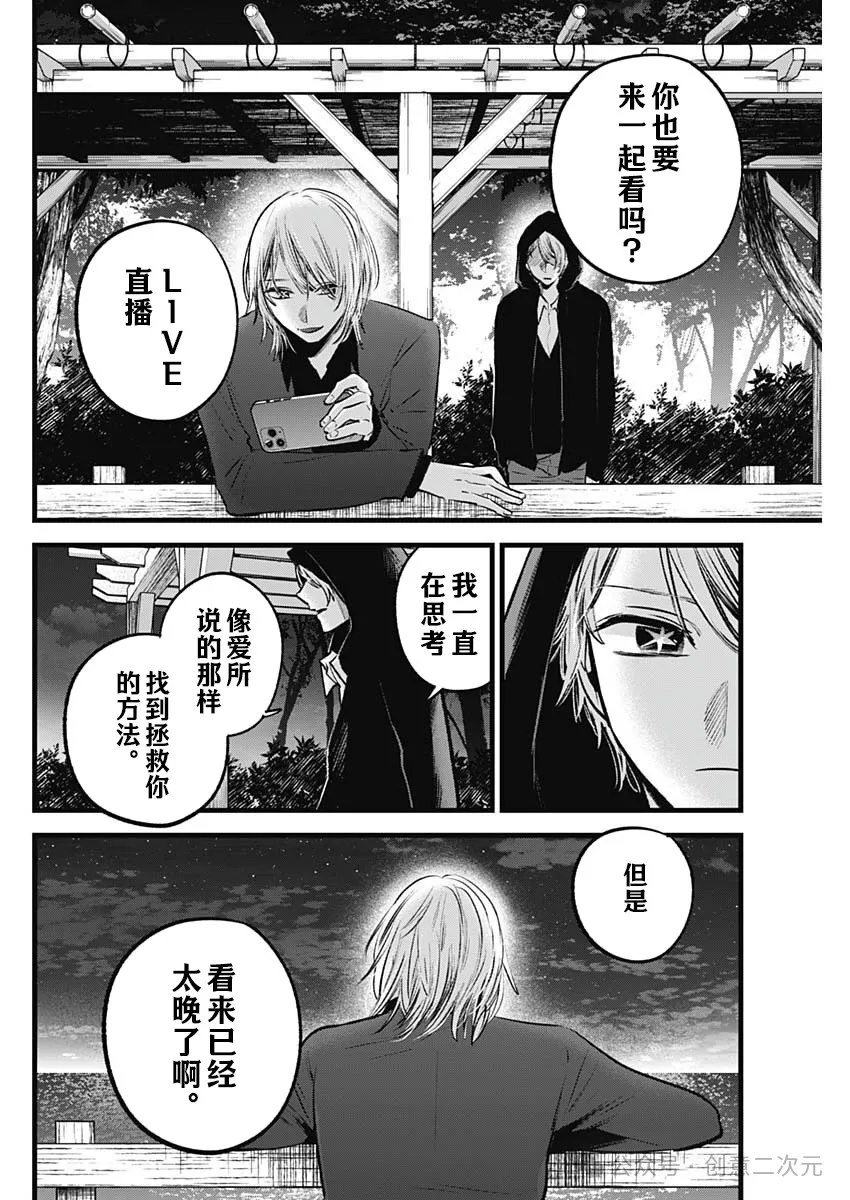 你也要
来一起看吗？
LIVE
直播
我一直
在思考
像爱所
说的那样
找到拯救你
的方法。
但是
看来已经
太晚了啊。
公众号·创意二次元